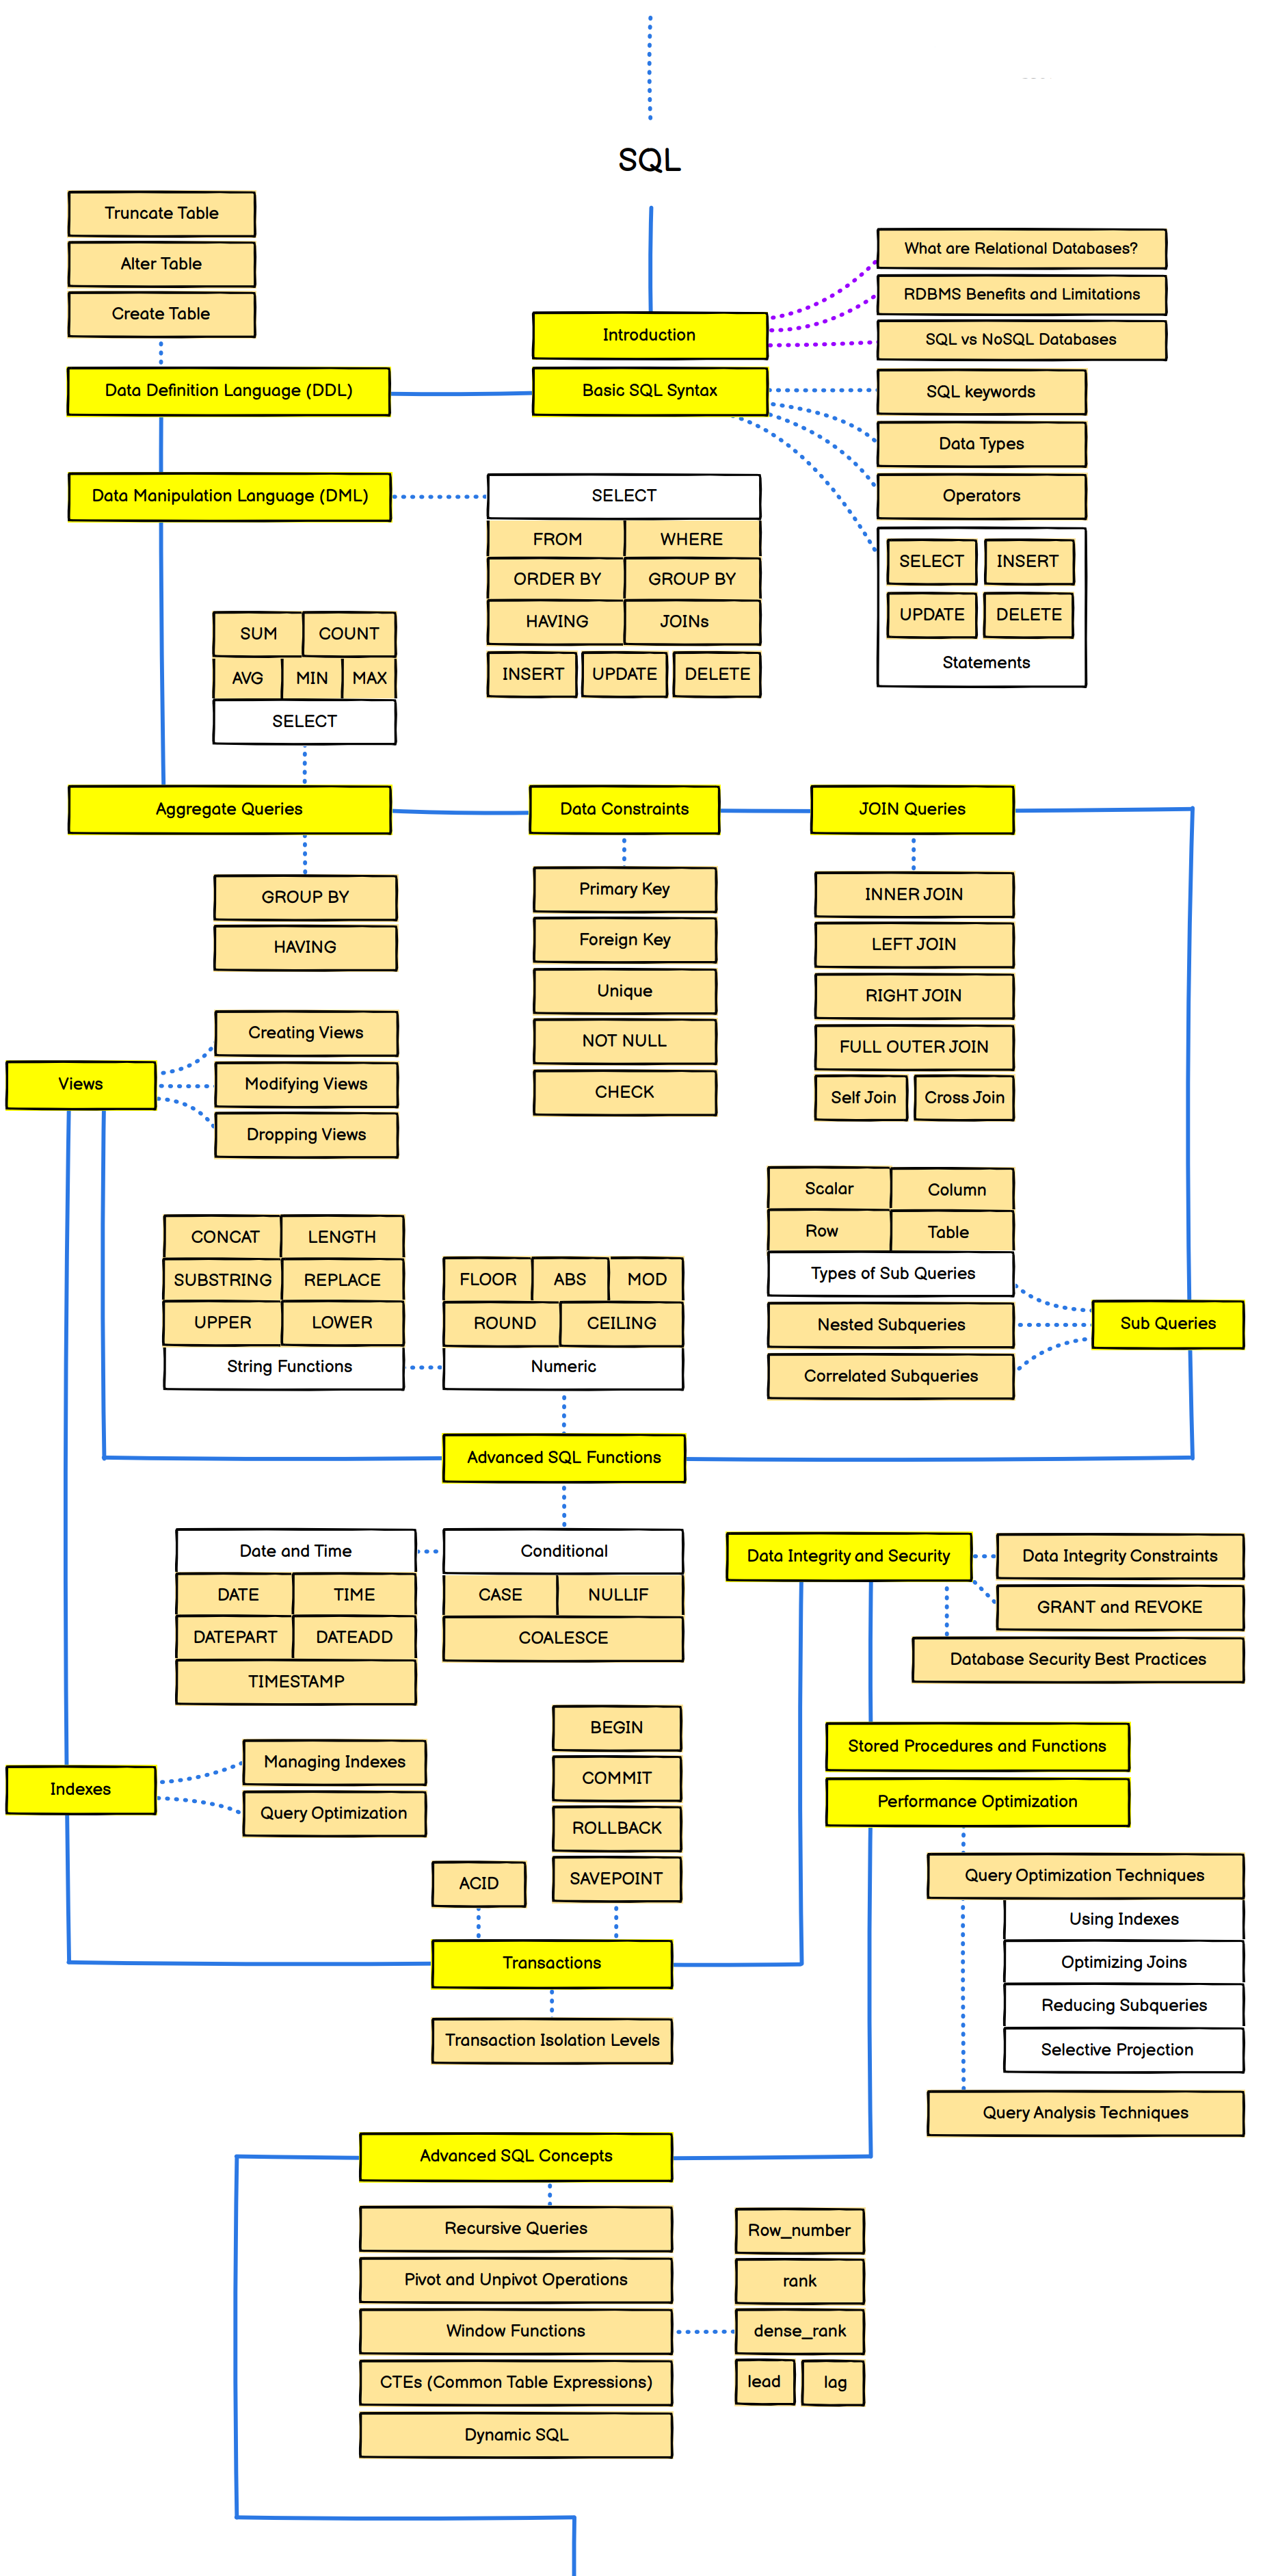 SQL
Truncate Table
Alter Table
Create Table
What are Relational Databases?
RDBMS Benefits and Limitations
SQL vs NoSQL Databases
Introduction
Data Definition Language (DDL)
Basic SQL Syntax
SQL keywords
Data Types
Operators
SELECT
INSERT
UPDATE
DELETE
Statements
Data Manipulation Language (DML)
SELECT
FROM
WHERE
ORDER BY
GROUP BY
HAVING
JOINs
INSERT
UPDATE
DELETE
SUM
COUNT
AVG
MIN
MAX
SELECT
Aggregate Queries
Data Constraints
JOIN Queries
GROUP BY
HAVING
Primary Key
Foreign Key
Unique
NOT NULL
CHECK
INNER JOIN
LEFT JOIN
RIGHT JOIN
FULL OUTER JOIN
Self Join
Cross Join
Views
Creating Views
Modifying Views
Dropping Views
Scalar
Column
Row
Table
Types of Sub Queries
Nested Subqueries
Correlated Subqueries
Sub Queries
CONCAT
LENGTH
SUBSTRING
REPLACE
UPPER
LOWER
String Functions
FLOOR
ABS
MOD
ROUND
CEILING
Numeric
Advanced SQL Functions
Date and Time
DATE
TIME
DATEPART
DATEADD
TIMESTAMP
Conditional
CASE
NULLIF
COALESCE
Data Integrity and Security
Data Integrity Constraints
GRANT and REVOKE
Database Security Best Practices
Indexes
Managing Indexes
Query Optimization
BEGIN
COMMIT
ROLLBACK
SAVEPOINT
ACID
Transactions
Transaction Isolation Levels
Stored Procedures and Functions
Performance Optimization
Query Optimization Techniques
Using Indexes
Optimizing Joins
Reducing Subqueries
Selective Projection
Query Analysis Techniques
Advanced SQL Concepts
Recursive Queries
Pivot and Unpivot Operations
Window Functions
CTEs (Common Table Expressions)
Dynamic SQL
Row_number
rank
dense_rank
lead
lag